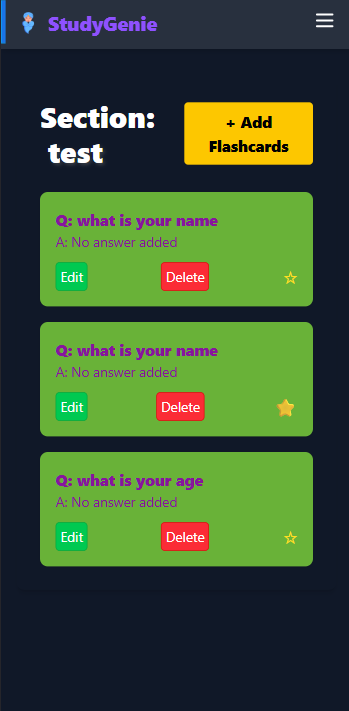 StudyGenie
Section:
test
+ Add
Flashcards
Q: what is your name
A: No answer added
Edit Delete ☆
Q: what is your name
A: No answer added
Edit Delete ⭐
Q: what is your age
A: No answer added
Edit Delete ☆